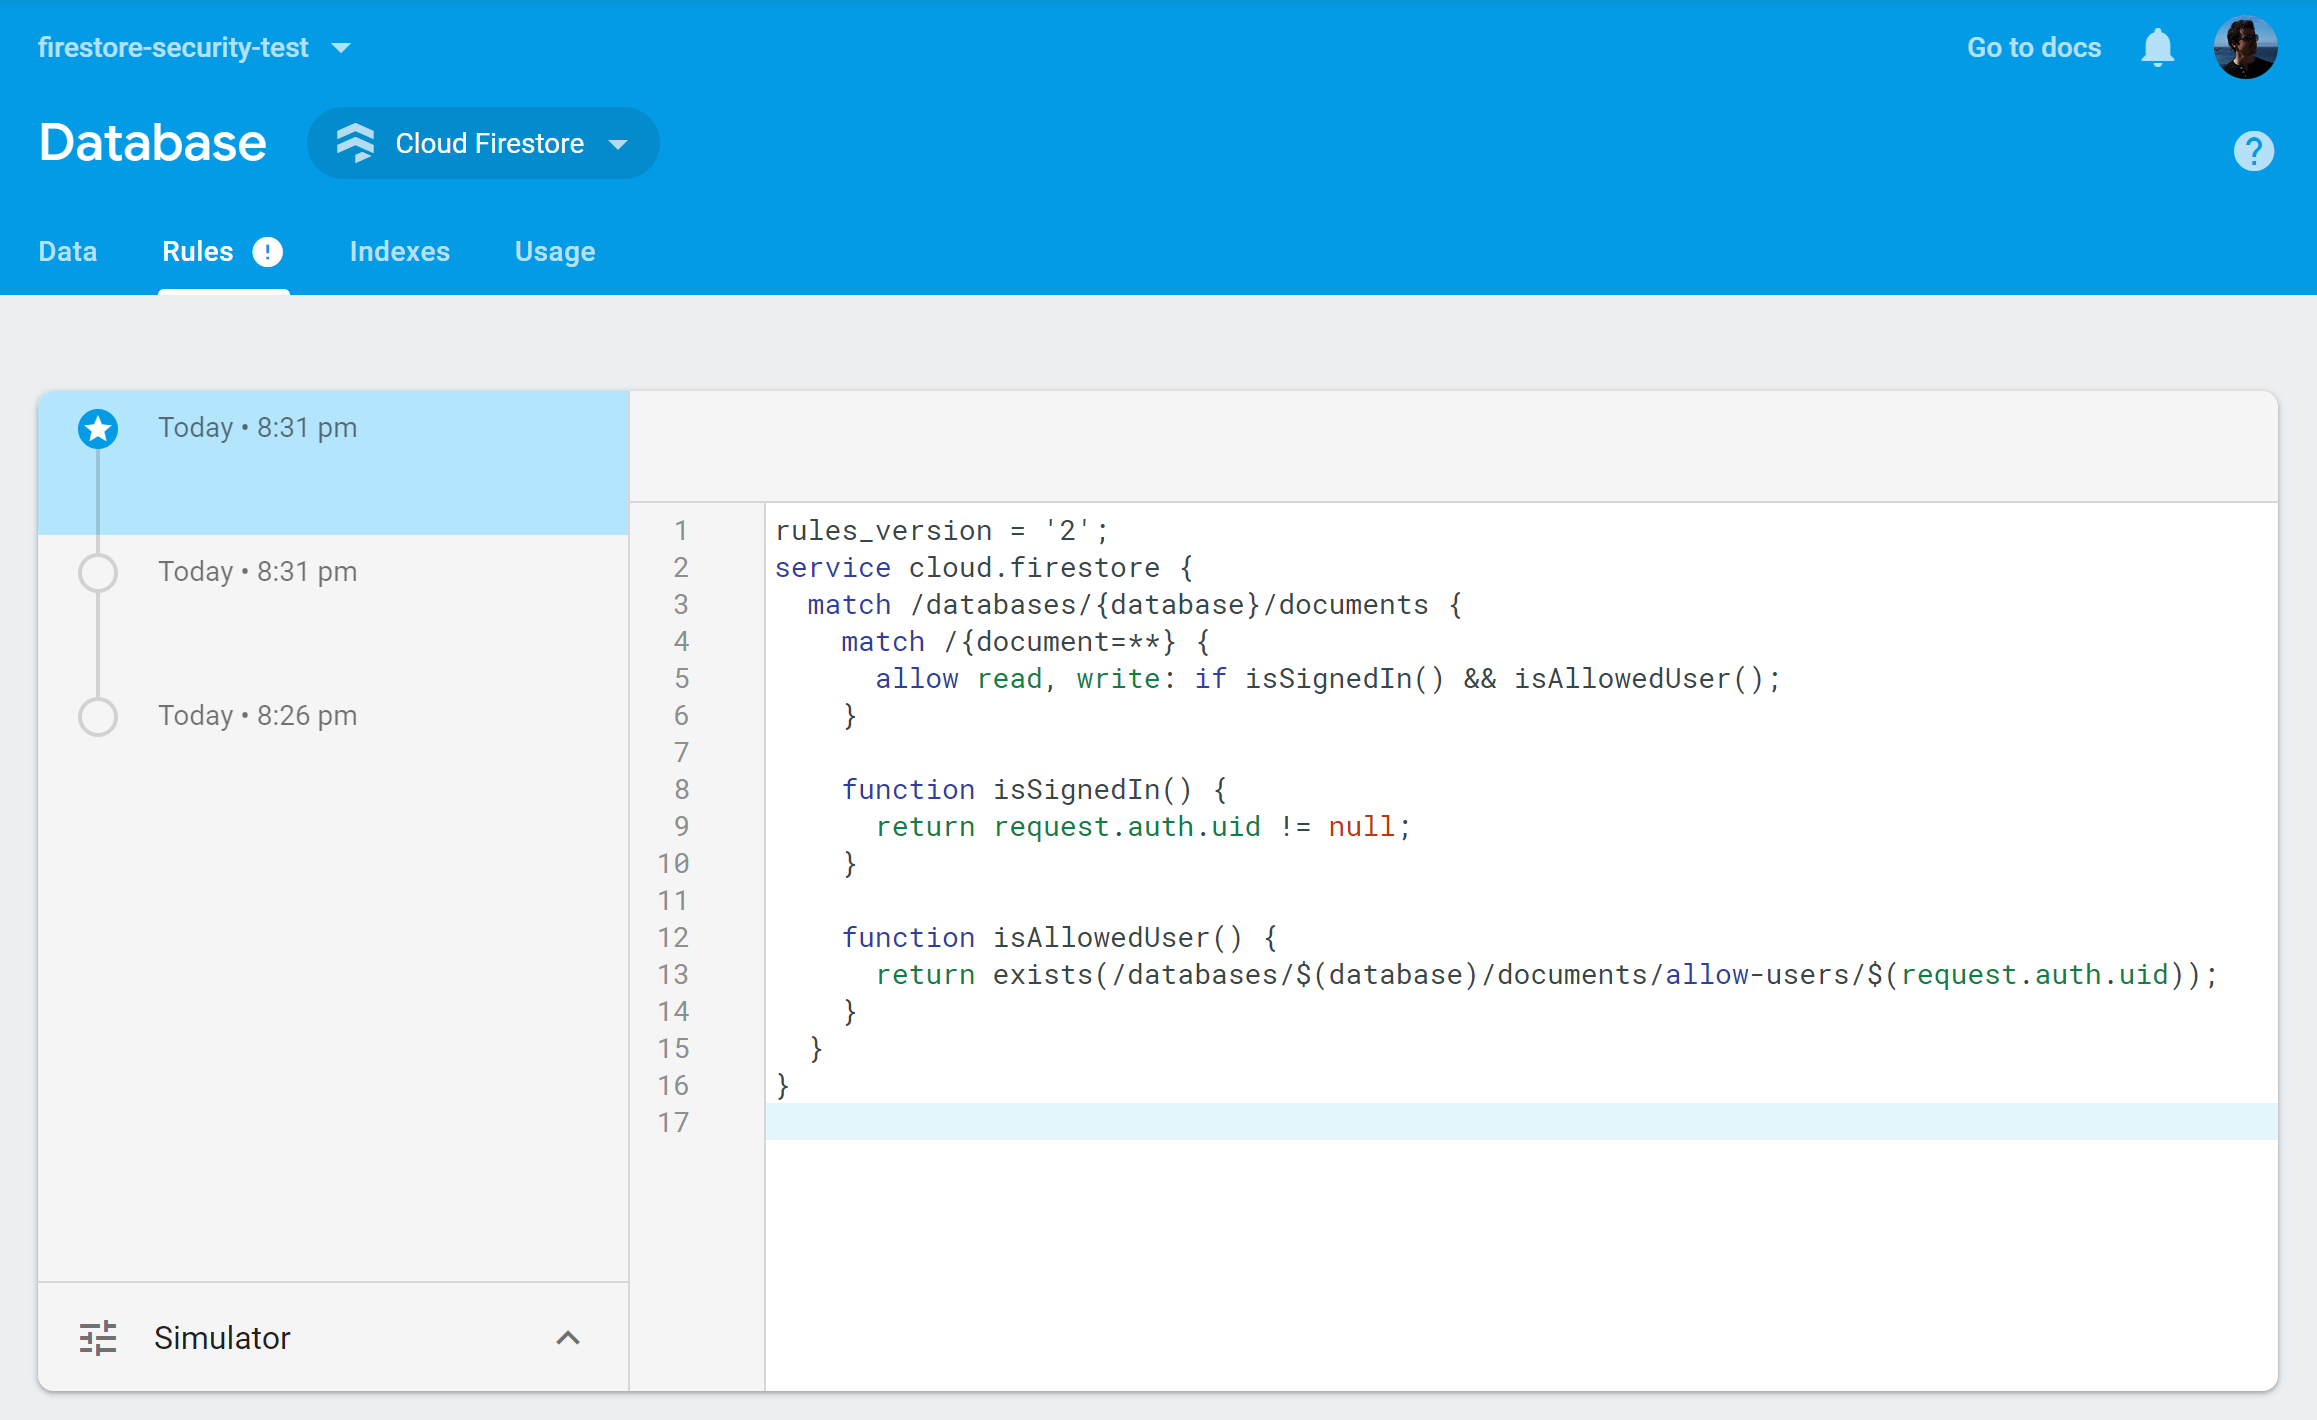 firestore-security-test
Go to docs
Database
Cloud Firestore
?
Data
Rules !
Indexes
Usage
Today • 8:31 pm
Today • 8:31 pm
Today • 8:26 pm
Simulator
1 rules_version = '2';
2 service cloud.firestore {
3   match /databases/{database}/documents {
4     match /{document=**} {
5       allow read, write: if isSignedIn() && isAllowedUser();
6     }
7
8     function isSignedIn() {
9       return request.auth.uid != null;
10     }
11
12     function isAllowedUser() {
13       return exists(/databases/$(database)/documents/allow-users/$(request.auth.uid));
14     }
15   }
16 }
17